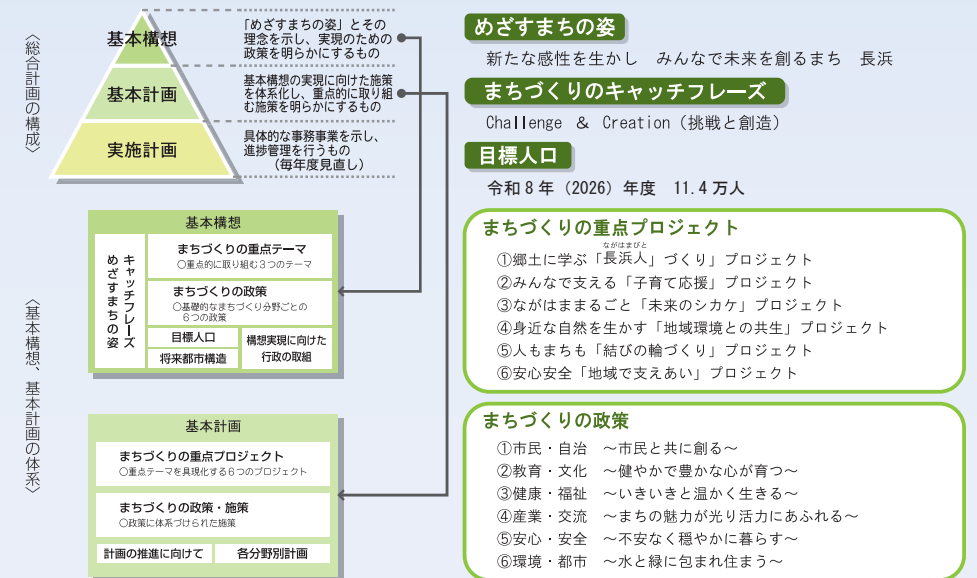 〈総合計画の構成〉
基本構想
「めざすまちの姿」とその
理念を示し、実現のための
政策を明らかにするもの
基本計画
基本構想の実現に向けた施策
を体系化し、重点的に取り組
む施策を明らかにするもの
実施計画
具体的な事務事業を示し、
進捗管理を行うもの
（毎年度見直し）
〈基本構想、基本計画の体系〉
基本構想
キャッチフレーズ
めざすまちの姿
まちづくりの重点テーマ
○重点的に取り組む３つのテーマ
まちづくりの政策
○基礎的なまちづくり分野ごとの
６つの政策
目標人口
将来都市構造
構想実現に向けた
行政の取組
基本計画
まちづくりの重点プロジェクト
○重点テーマを具現化する６つのプロジェクト
まちづくりの政策・施策
○政策に体系づけられた施策
計画の推進に向けて
各分野別計画
めざすまちの姿
新たな感性を生かし　みんなで未来を創るまち　長浜
まちづくりのキャッチフレーズ
Challenge ＆ Creation（挑戦と創造）
目標人口
令和８年（2026）年度　11.4万人
まちづくりの重点プロジェクト
ながはまびと
①郷土に学ぶ「長浜人」づくり」プロジェクト
②みんなで支える「子育て応援」プロジェクト
③ながはままるごと「未来のシカケ」プロジェクト
④身近な自然を生かす「地域環境との共生」プロジェクト
⑤人もまちも「結びの輪づくり」プロジェクト
⑥安心安全「地域で支えあい」プロジェクト
まちづくりの政策
①市民・自治　～市民と共に創る～
②教育・文化　～健やかで豊かな心が育つ～
③健康・福祉　～いきいきと温かく生きる～
④産業・交流　～まちの魅力が光り活力にあふれる～
⑤安心・安全　～不安なく穏やかに暮らす～
⑥環境・都市　～水と緑に包まれ住まう～